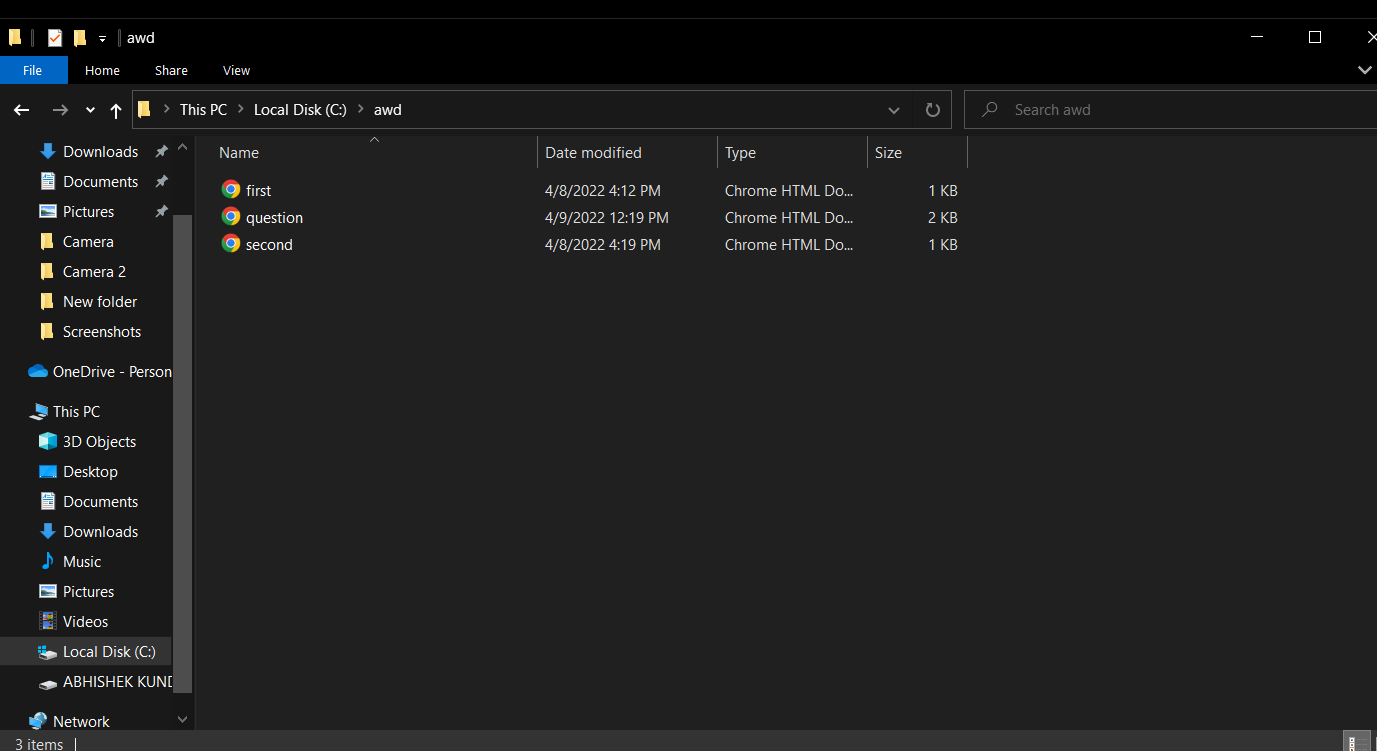 awd
File Home Share View
This PC Local Disk (C:) awd Search awd
Name Date modified Type Size
first 4/8/2022 4:12 PM Chrome HTML Do... 1 KB
question 4/9/2022 12:19 PM Chrome HTML Do... 2 KB
second 4/8/2022 4:19 PM Chrome HTML Do... 1 KB
Downloads
Documents
Pictures
Camera
Camera 2
New folder
Screenshots
OneDrive - Person
This PC
3D Objects
Desktop
Documents
Downloads
Music
Pictures
Videos
Local Disk (C:)
ABHISHEK KUND
Network
3 items